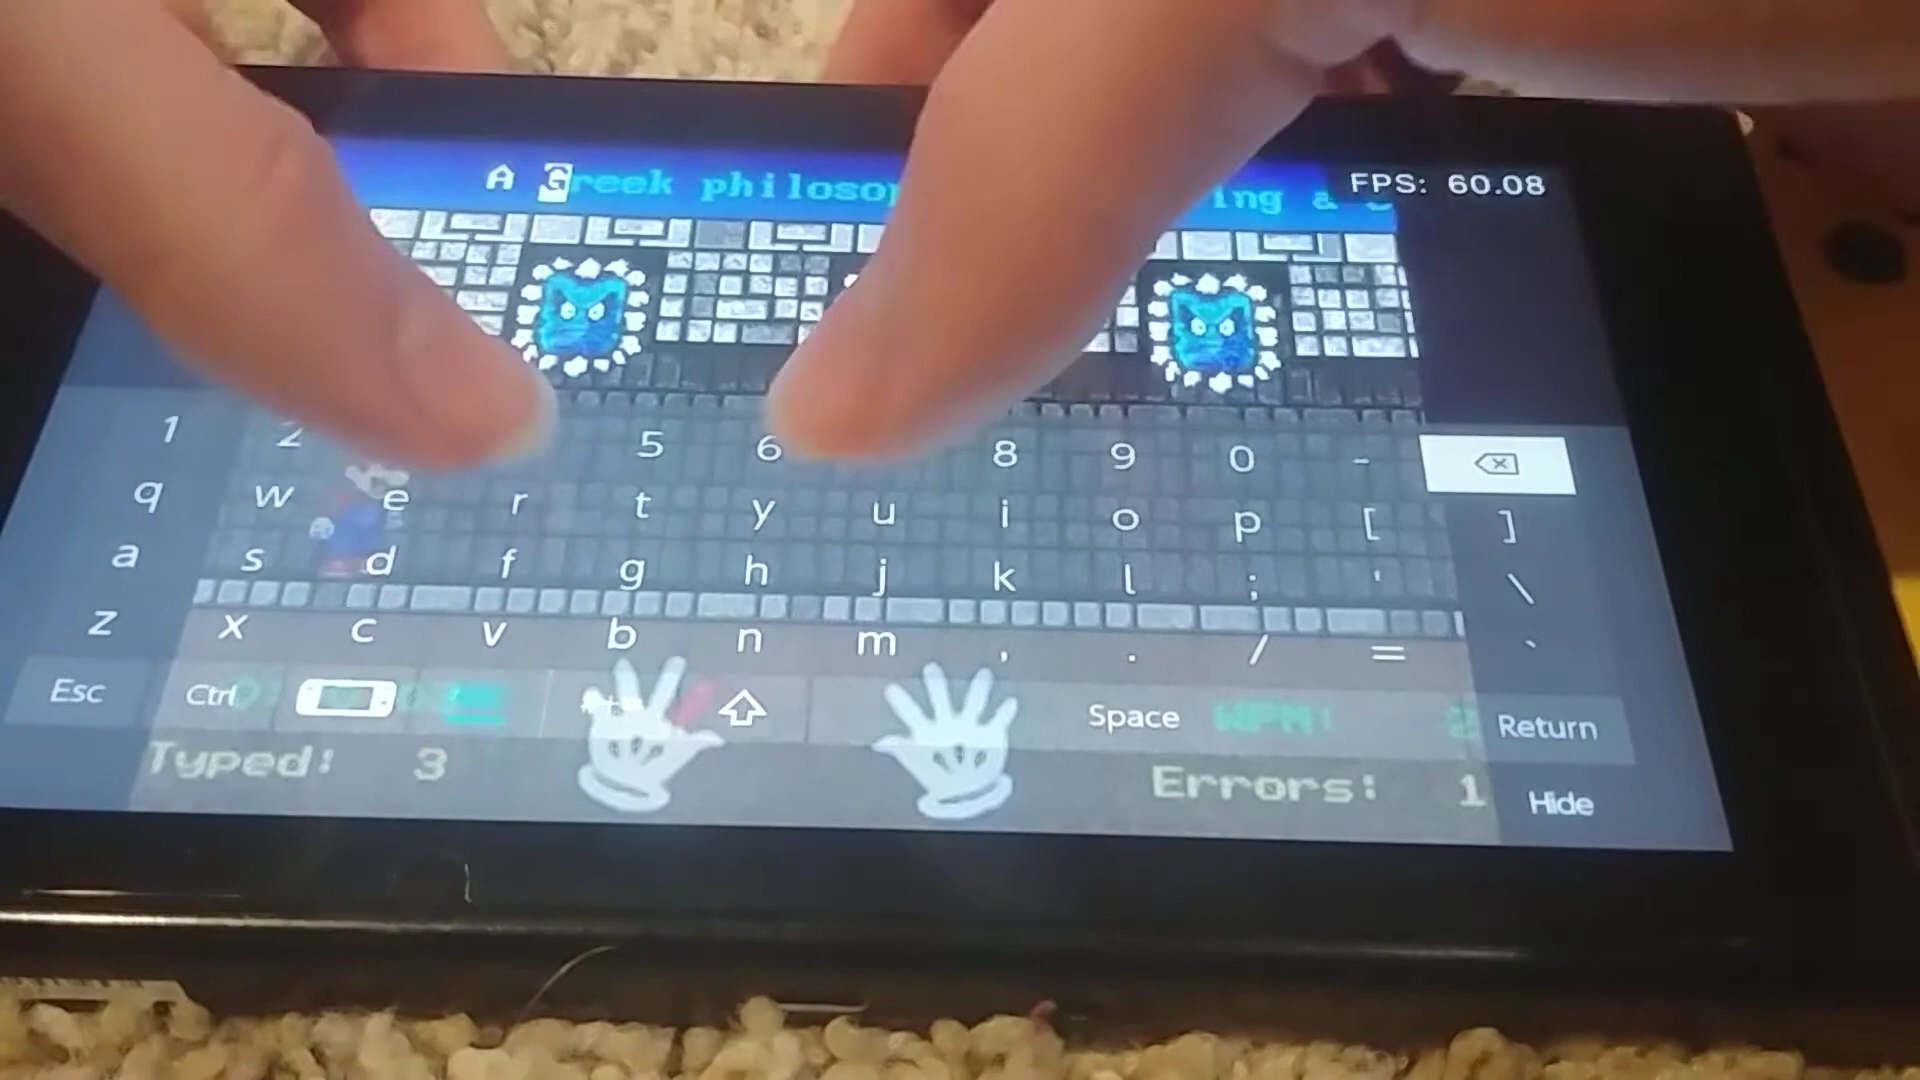 A Greek ing a
FPS: 60.08
1 2 5 6 8 9 0 -
q w e r t y u i o p [ ]
a s d f g h j k l ; ' \
z x c v b n m , . / = `
Esc Ctrl Space WPM: Return
Typed: 3 Errors: 1 Hide